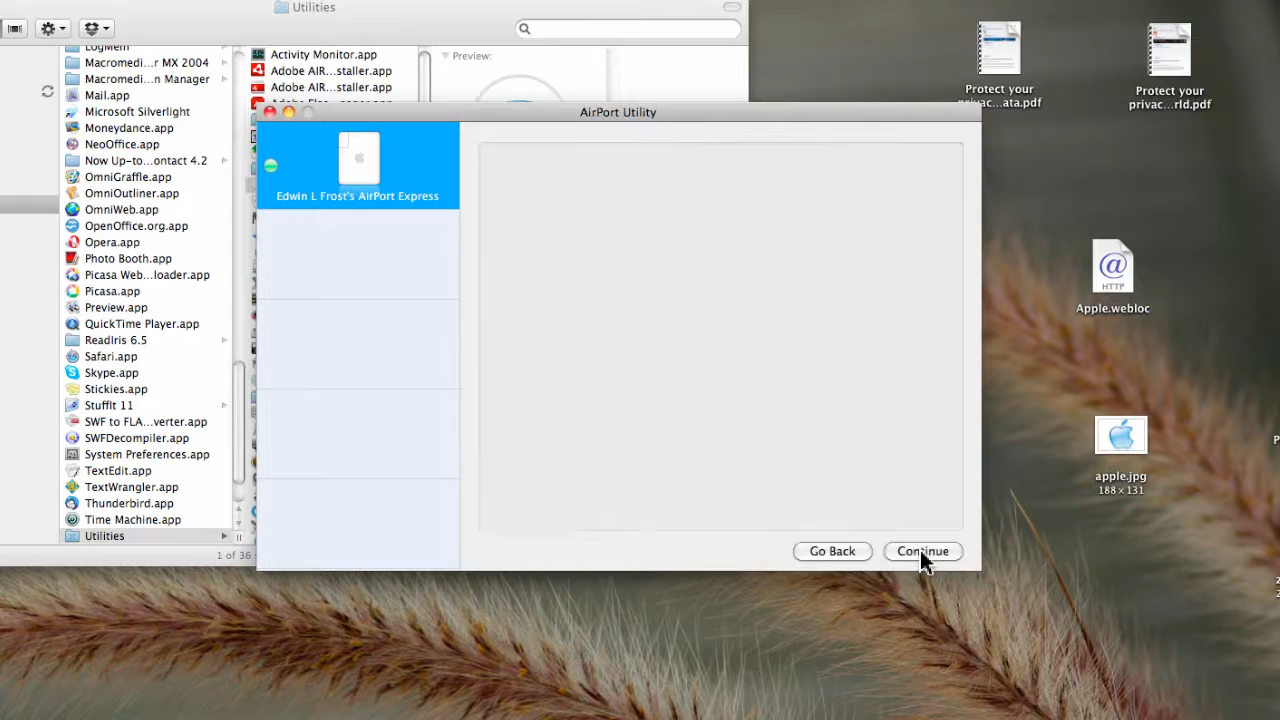 Utilities
LogMeIn
Macromedi...r MX 2004
Macromedi...n Manager
Mail.app
Microsoft Silverlight
Moneydance.app
NeoOffice.app
Now Up-to...ontact 4.2
OmniGraffle.app
OmniOutliner.app
OmniWeb.app
OpenOffice.org.app
Opera.app
Photo Booth.app
Picasa Web...loader.app
Picasa.app
Preview.app
QuickTime Player.app
ReadIris 6.5
Safari.app
Skype.app
Stickies.app
StuffIt 11
SWF to FLA...verter.app
SWFDecompiler.app
System Preferences.app
TextEdit.app
TextWrangler.app
Thunderbird.app
Time Machine.app
Utilities
1 of 36 s
Activity Monitor.app
Adobe AIR...staller.app
Adobe AIR...staller.app
Preview:
AirPort Utility
Edwin L Frost's AirPort Express
Go Back
Continue
Protect your
privac...ata.pdf
Protect your
privac...rld.pdf
HTTP
Apple.webloc
apple.jpg
188×131